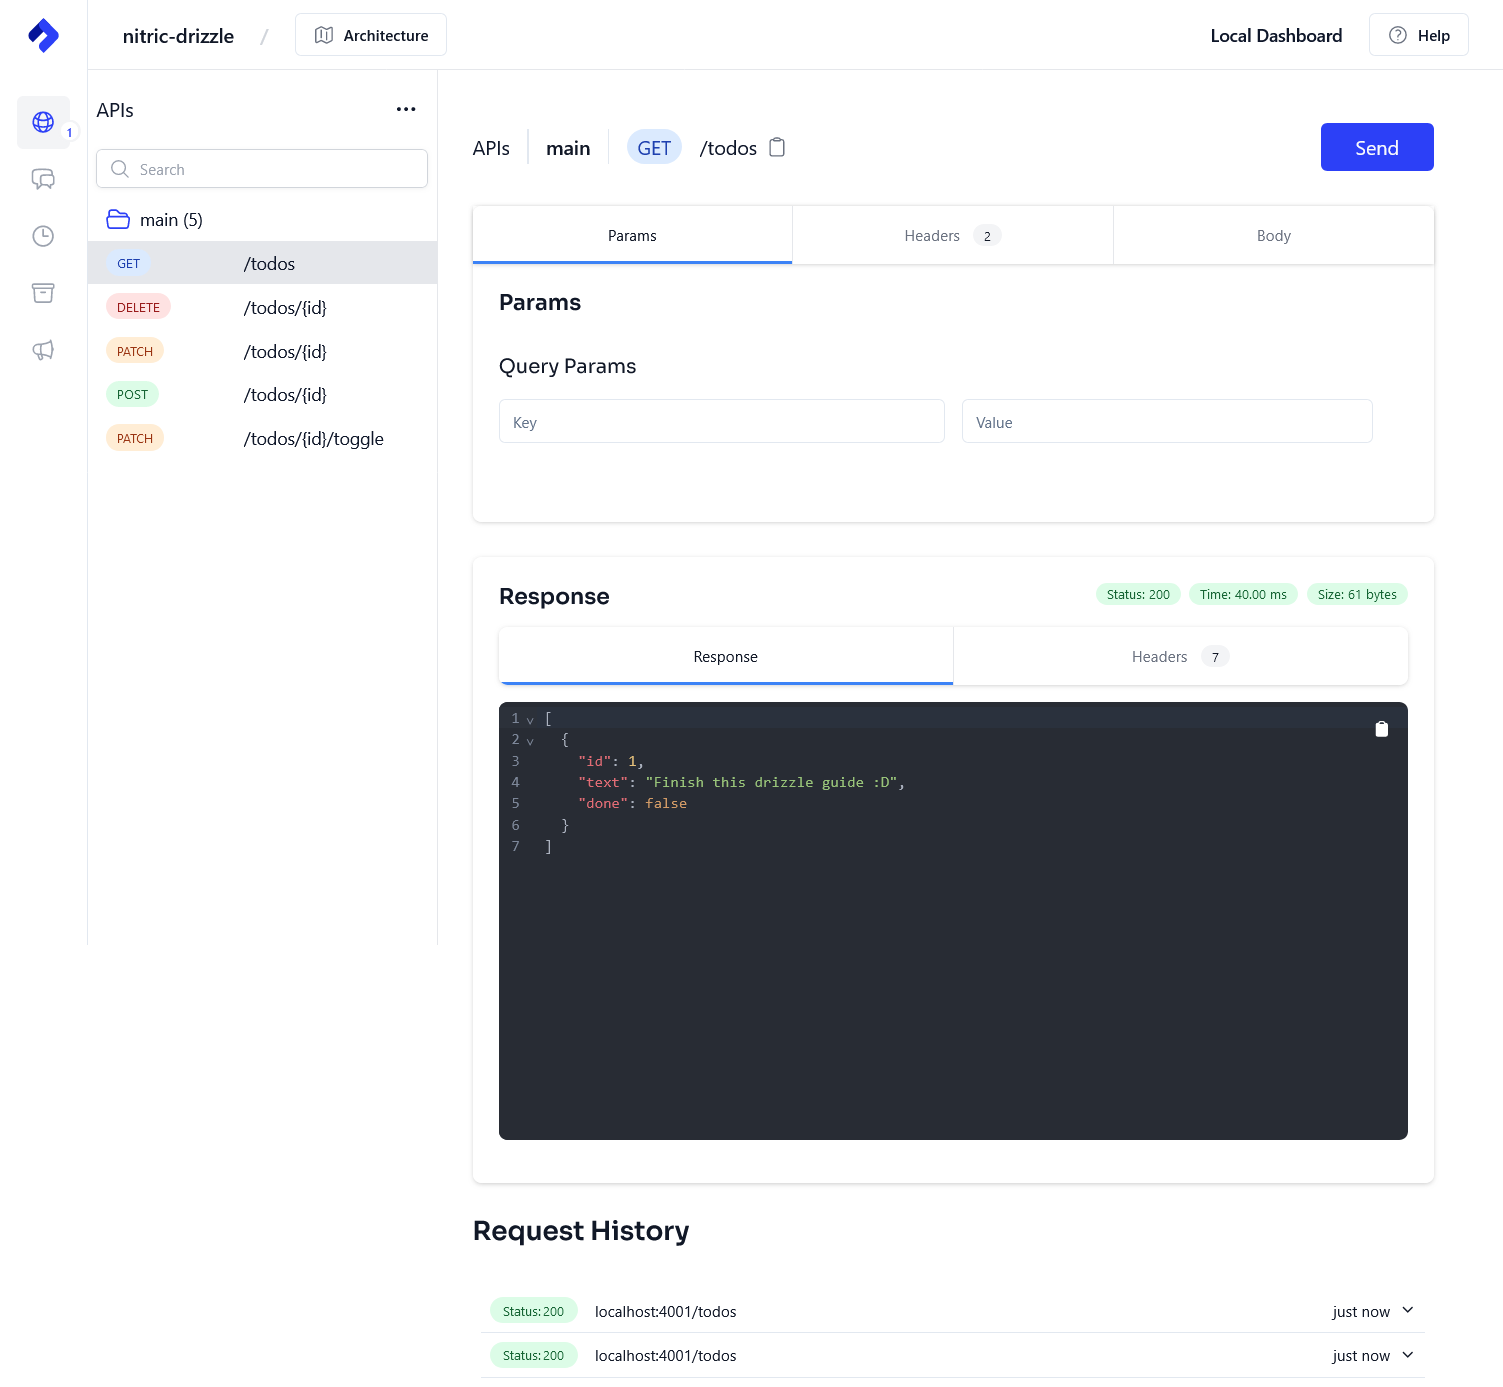 nitric-drizzle / Architecture Local Dashboard Help
1
APIs
Search
main (5)
GET /todos
DELETE /todos/{id}
PATCH /todos/{id}
POST /todos/{id}
PATCH /todos/{id}/toggle
APIs main GET /todos Send
Params Headers 2 Body
Params
Query Params
Key Value
Response Status: 200 Time: 40.00 ms Size: 61 bytes
Response Headers 7
1 [
2 {
3 "id": 1,
4 "text": "Finish this drizzle guide :D",
5 "done": false
6 }
7 ]
Request History
Status: 200 localhost:4001/todos just now
Status: 200 localhost:4001/todos just now